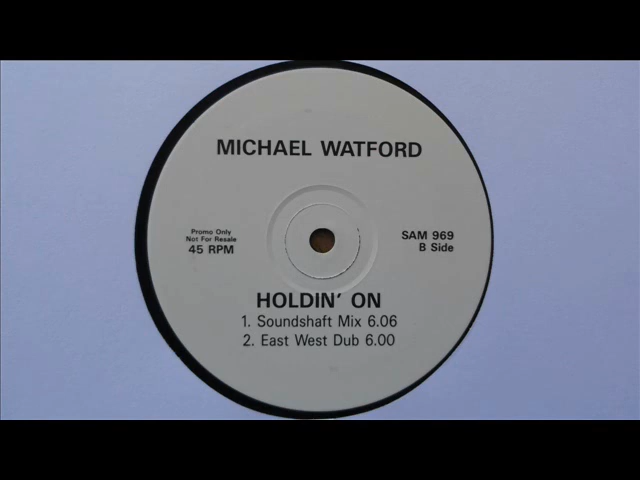 MICHAEL WATFORD
Promo Only
Not For Resale
45 RPM
SAM 969
B Side
HOLDIN' ON
1. Soundshaft Mix 6.06
2. East West Dub 6.00